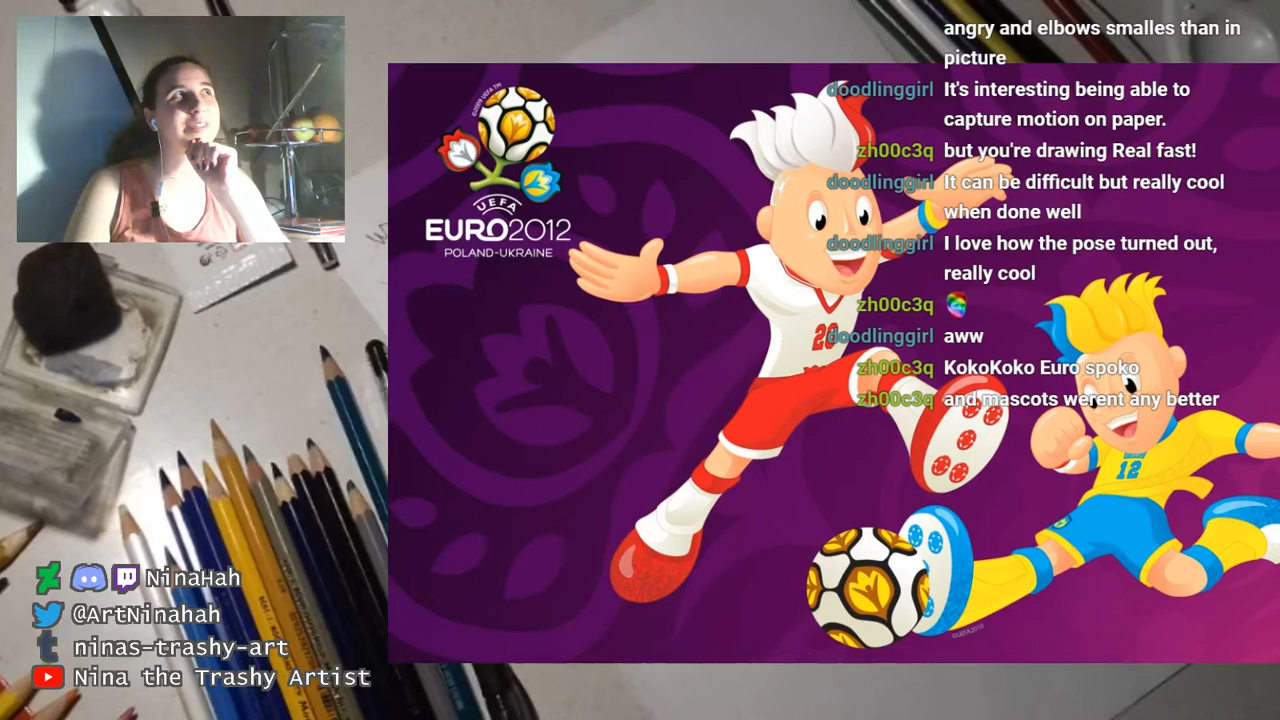 angry and elbows smalles than in
picture
doodlinggirl It's interesting being able to
capture motion on paper.
zh00c3q but you're drawing Real fast!
doodlinggirl It can be difficult but really cool
when done well
doodlinggirl I love how the pose turned out,
really cool
zh00c3q
doodlinggirl aww
zh00c3q KokoKoko Euro spoko
zh00c3q and mascots werent any better
UEFA
EURO2012
POLAND-UKRAINE
20
12
©UEFA2010
NinaHah
@ArtNinahah
ninas-trashy-art
Nina the Trashy Artist